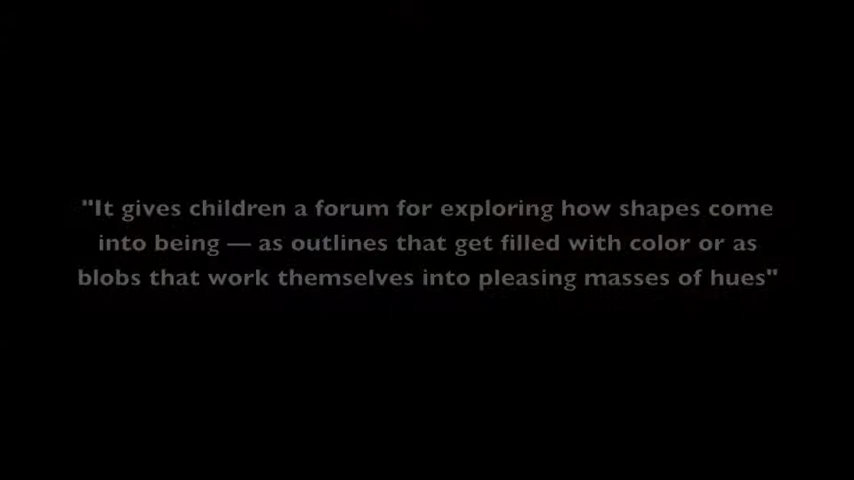 "It gives children a forum for exploring how shapes come
into being — as outlines that get filled with color or as
blobs that work themselves into pleasing masses of hues"